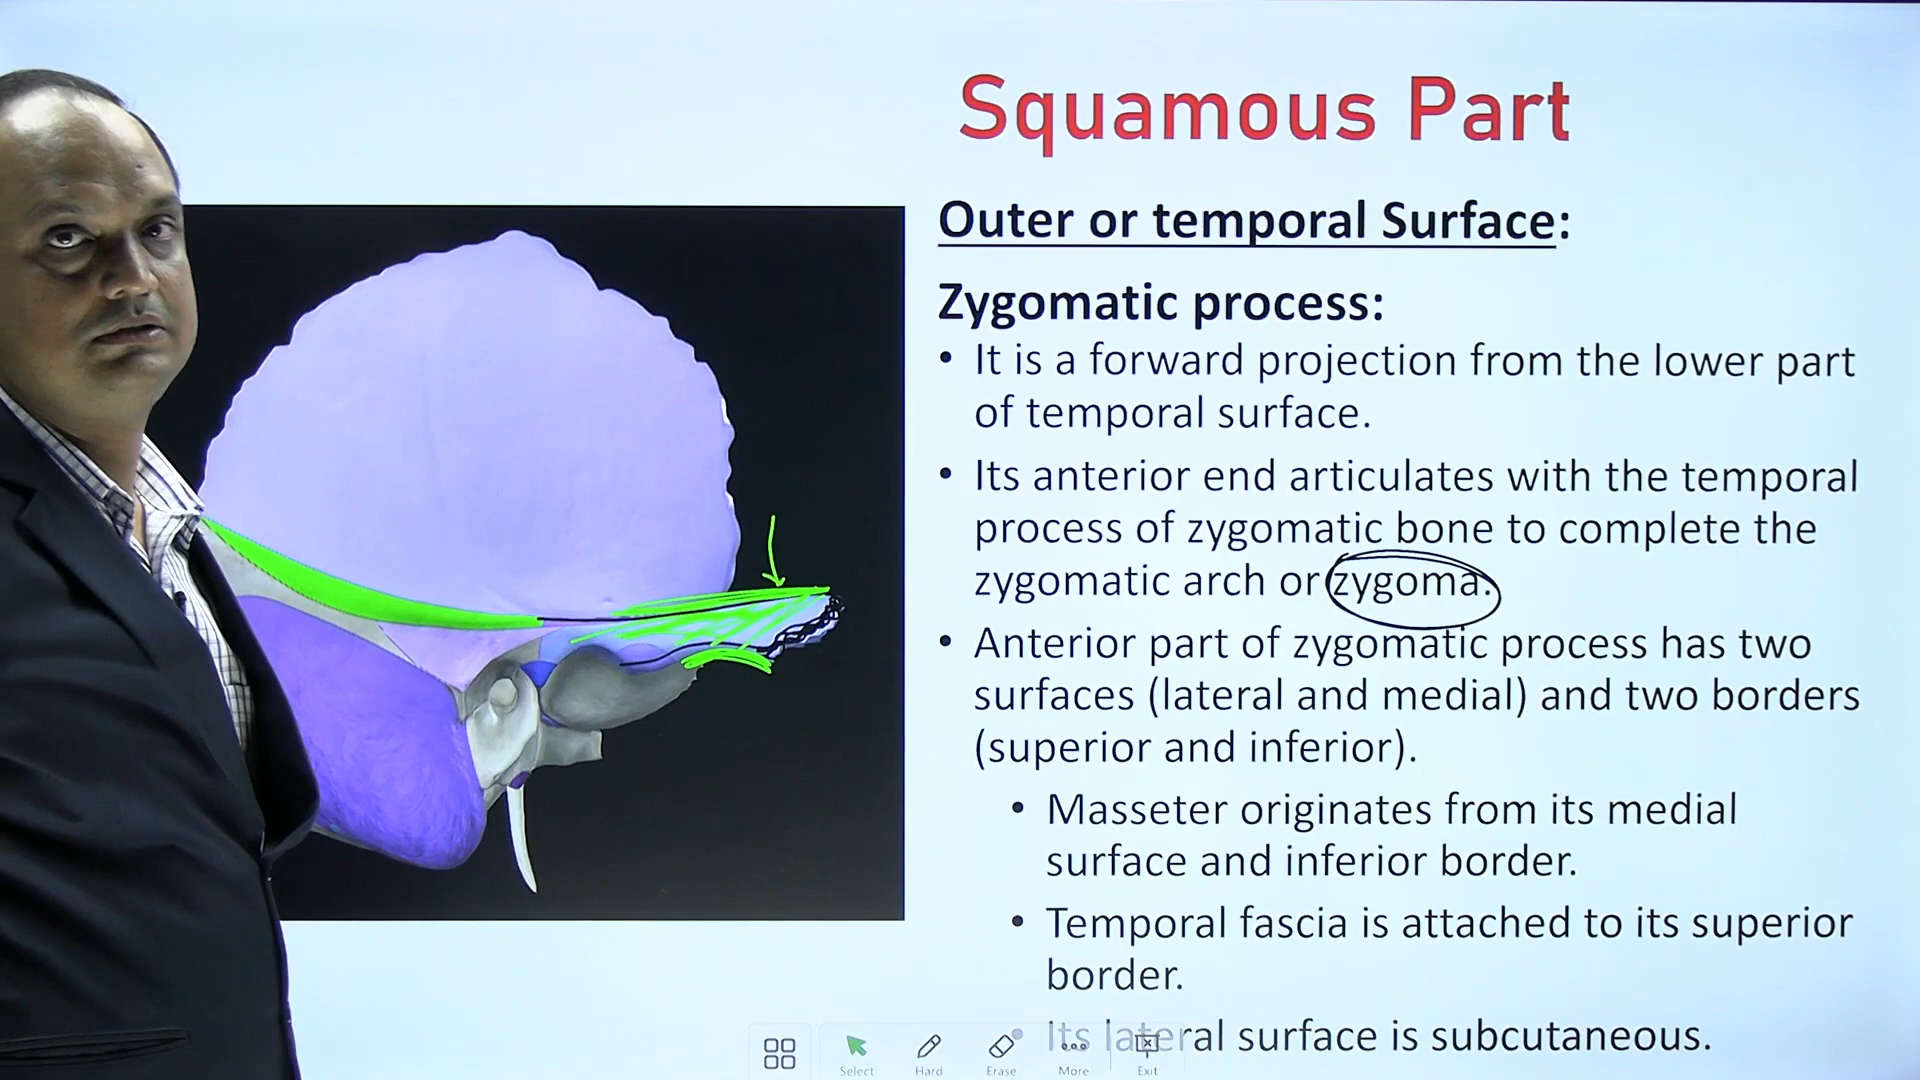 Squamous Part
Outer or temporal Surface:
Zygomatic process:
• It is a forward projection from the lower part
of temporal surface.
• Its anterior end articulates with the temporal
process of zygomatic bone to complete the
zygomatic arch or zygoma.
• Anterior part of zygomatic process has two
surfaces (lateral and medial) and two borders
(superior and inferior).
• Masseter originates from its medial
surface and inferior border.
• Temporal fascia is attached to its superior
border.
• Its lateral surface is subcutaneous.
Select Hard Erase More Exit